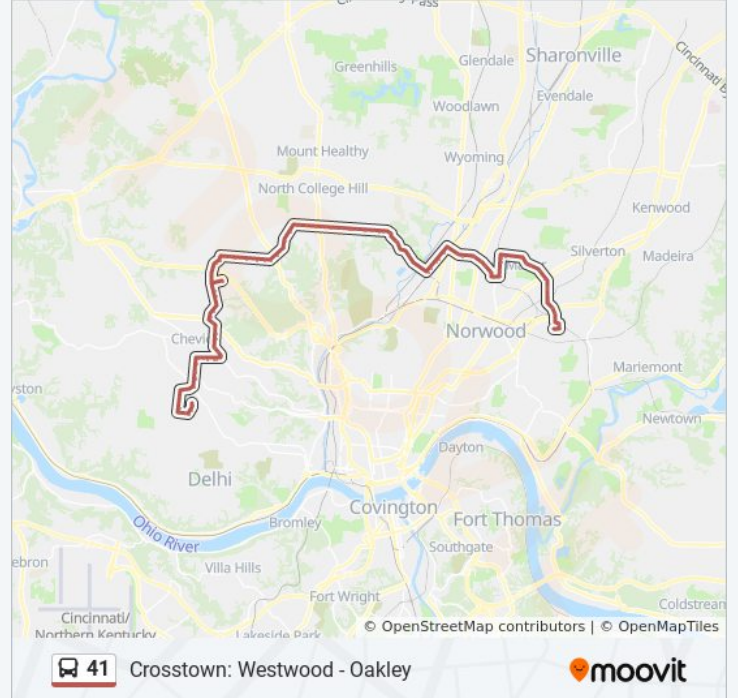 Sharonville
Glendale
Greenhills
Evendale
Woodlawn
Mount Healthy
Wyoming
North College Hill
Kenwood
Silverton
Madeira
Norwood
Mariemont
Newtown
Dayton
Delhi
Covington
Fort Thomas
Ohio River
Bromley
Southgate
Villa Hills
Fort Wright
Coldstream
Cincinnati/
Northern Kentucky
Lakeside Park
© OpenStreetMap contributors | © OpenMapTiles
41 Crosstown: Westwood - Oakley
moovit